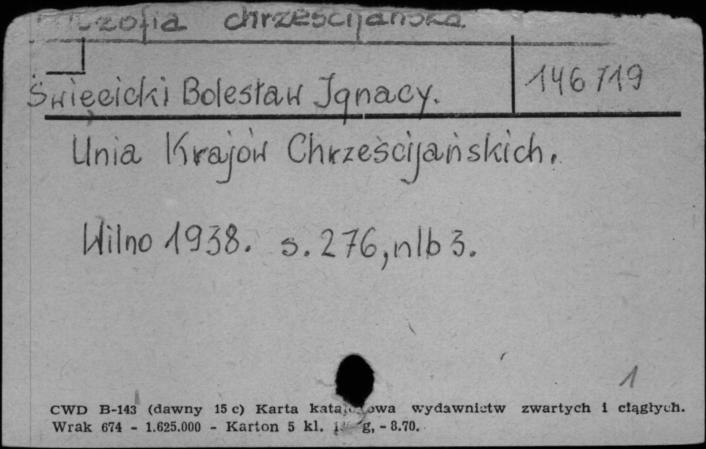 chrześcijańska
Święcicki Bolesław Ignacy.
146719
Unia Krajów Chrześcijańskich.
Wilno 1938. s. 276, nlb 3.
1
CWD B-143 (dawny 15 c) Karta katalogowa wydawnictw zwartych i ciągłych.
Wrak 674 - 1.625.000 - Karton 5 kl. g, - 8.70.